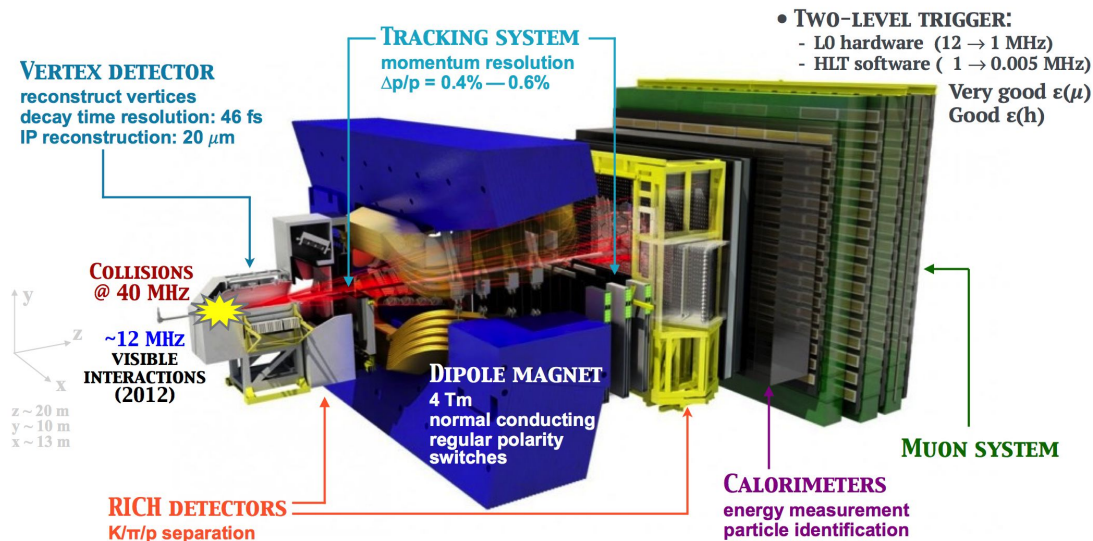 • Two-level trigger:
- L0 hardware (12 → 1 MHz)
- HLT software ( 1 → 0.005 MHz)
Very good ε(μ)
Good ε(h)
Tracking system
momentum resolution
Δp/p = 0.4% — 0.6%
Vertex detector
reconstruct vertices
decay time resolution: 46 fs
IP reconstruction: 20 μm
Collisions
@ 40 MHz
~12 MHz
visible
interactions
(2012)
y
z
x
z ~ 20 m
y ~ 10 m
x ~ 13 m
Dipole magnet
4 Tm
normal conducting
regular polarity
switches
Muon system
Calorimeters
energy measurement
particle identification
RICH detectors
K/π/p separation